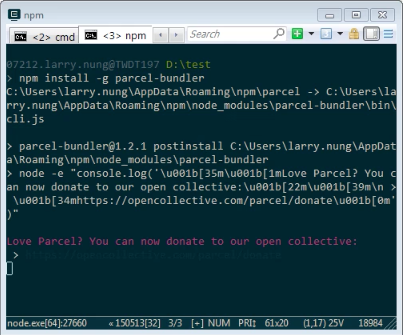 npm
<2> cmd
<3> npm
Search
07212.larry.nung@TWDT197 D:\test
> npm install -g parcel-bundler
C:\Users\larry.nung\AppData\Roaming\npm\parcel -> C:\Users\la
rry.nung\AppData\Roaming\npm\node_modules\parcel-bundler\bin\
cli.js
> parcel-bundler@1.2.1 postinstall C:\Users\larry.nung\AppDat
a\Roaming\npm\node_modules\parcel-bundler
> node -e "console.log('\u001b[35m\u001b[1mLove Parcel? You c
an now donate to our open collective:\u001b[22m\u001b[39m\n >
\u001b[34mhttps://opencollective.com/parcel/donate\u001b[0m'
)"
Love Parcel? You can now donate to our open collective:
>
node.exe[64]:27660 « 150513[32] 3/3 [+] NUM PRI‡ 61x20 (1,17) 25V 18984